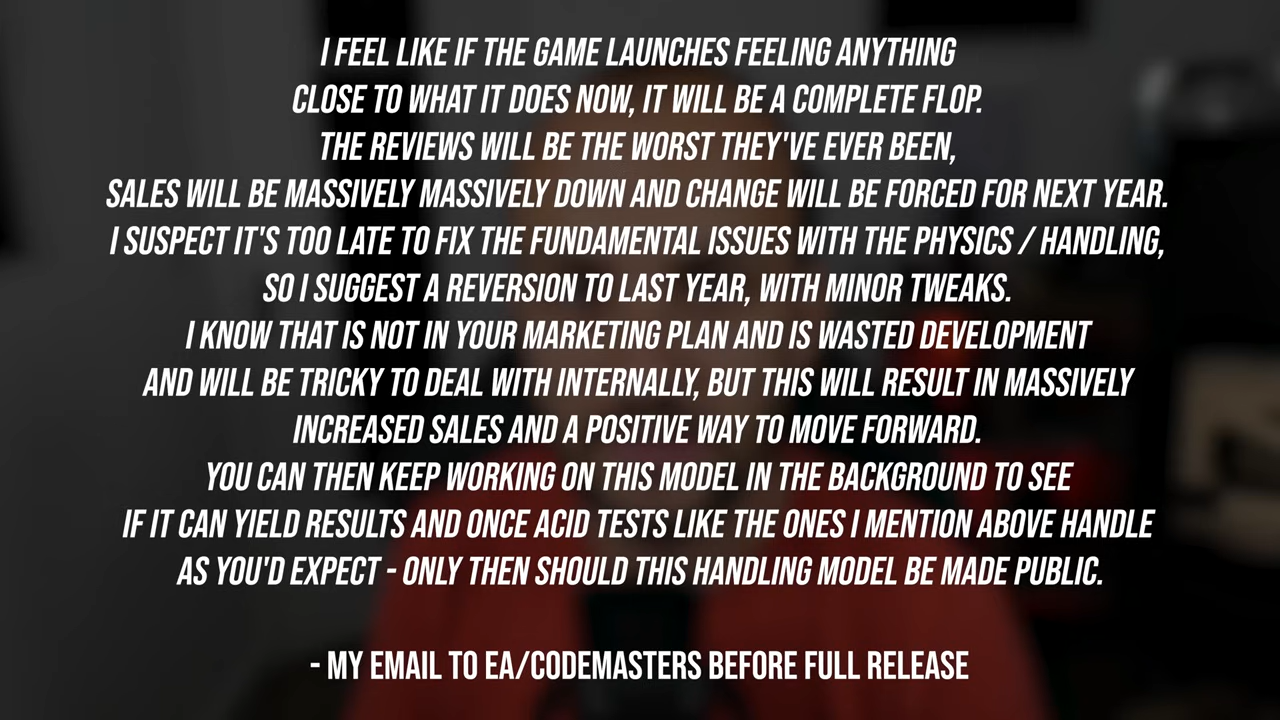 I FEEL LIKE IF THE GAME LAUNCHES FEELING ANYTHING
CLOSE TO WHAT IT DOES NOW, IT WILL BE A COMPLETE FLOP.
THE REVIEWS WILL BE THE WORST THEY'VE EVER BEEN,
SALES WILL BE MASSIVELY MASSIVELY DOWN AND CHANGE WILL BE FORCED FOR NEXT YEAR.
I SUSPECT IT'S TOO LATE TO FIX THE FUNDAMENTAL ISSUES WITH THE PHYSICS / HANDLING,
SO I SUGGEST A REVERSION TO LAST YEAR, WITH MINOR TWEAKS.
I KNOW THAT IS NOT IN YOUR MARKETING PLAN AND IS WASTED DEVELOPMENT
AND WILL BE TRICKY TO DEAL WITH INTERNALLY, BUT THIS WILL RESULT IN MASSIVELY
INCREASED SALES AND A POSITIVE WAY TO MOVE FORWARD.
YOU CAN THEN KEEP WORKING ON THIS MODEL IN THE BACKGROUND TO SEE
IF IT CAN YIELD RESULTS AND ONCE ACID TESTS LIKE THE ONES I MENTION ABOVE HANDLE
AS YOU'D EXPECT - ONLY THEN SHOULD THIS HANDLING MODEL BE MADE PUBLIC.
- MY EMAIL TO EA/CODEMASTERS BEFORE FULL RELEASE